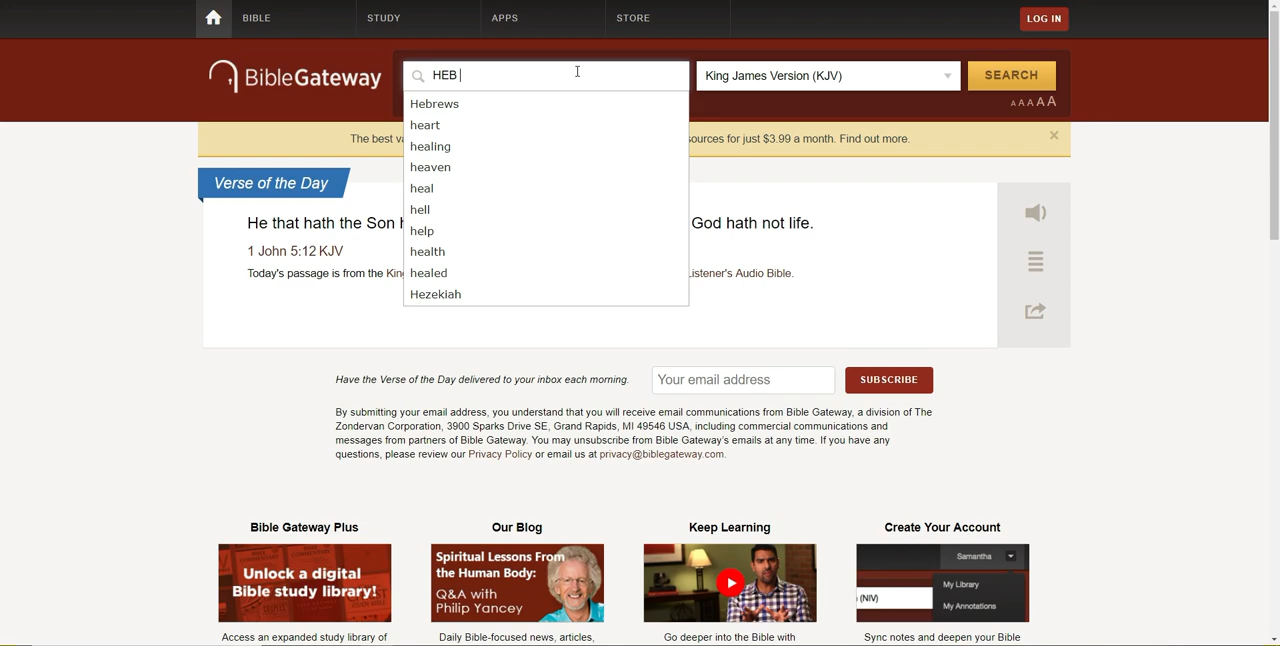 BIBLE STUDY APPS STORE LOG IN
BibleGateway
HEB
King James Version (KJV)
SEARCH
A A A A A
Hebrews
heart
healing
heaven
heal
hell
help
health
healed
Hezekiah
The best va
sources for just $3.99 a month. Find out more.
Verse of the Day
He that hath the Son
God hath not life.
1 John 5:12 KJV
Today's passage is from the King
Listener's Audio Bible.
Have the Verse of the Day delivered to your inbox each morning.
Your email address
SUBSCRIBE
By submitting your email address, you understand that you will receive email communications from Bible Gateway, a division of The
Zondervan Corporation, 3900 Sparks Drive SE, Grand Rapids, MI 49546 USA, including commercial communications and
messages from partners of Bible Gateway. You may unsubscribe from Bible Gateway's emails at any time. If you have any
questions, please review our Privacy Policy or email us at privacy@biblegateway.com.
Bible Gateway Plus
Unlock a digital
Bible study library!
Access an expanded study library of
Our Blog
Spiritual Lessons From
the Human Body:
Q&A with
Philip Yancey
Daily Bible-focused news, articles,
Keep Learning
Go deeper into the Bible with
Create Your Account
Samantha
My Library
(NIV)
My Annotations
Sync notes and deepen your Bible